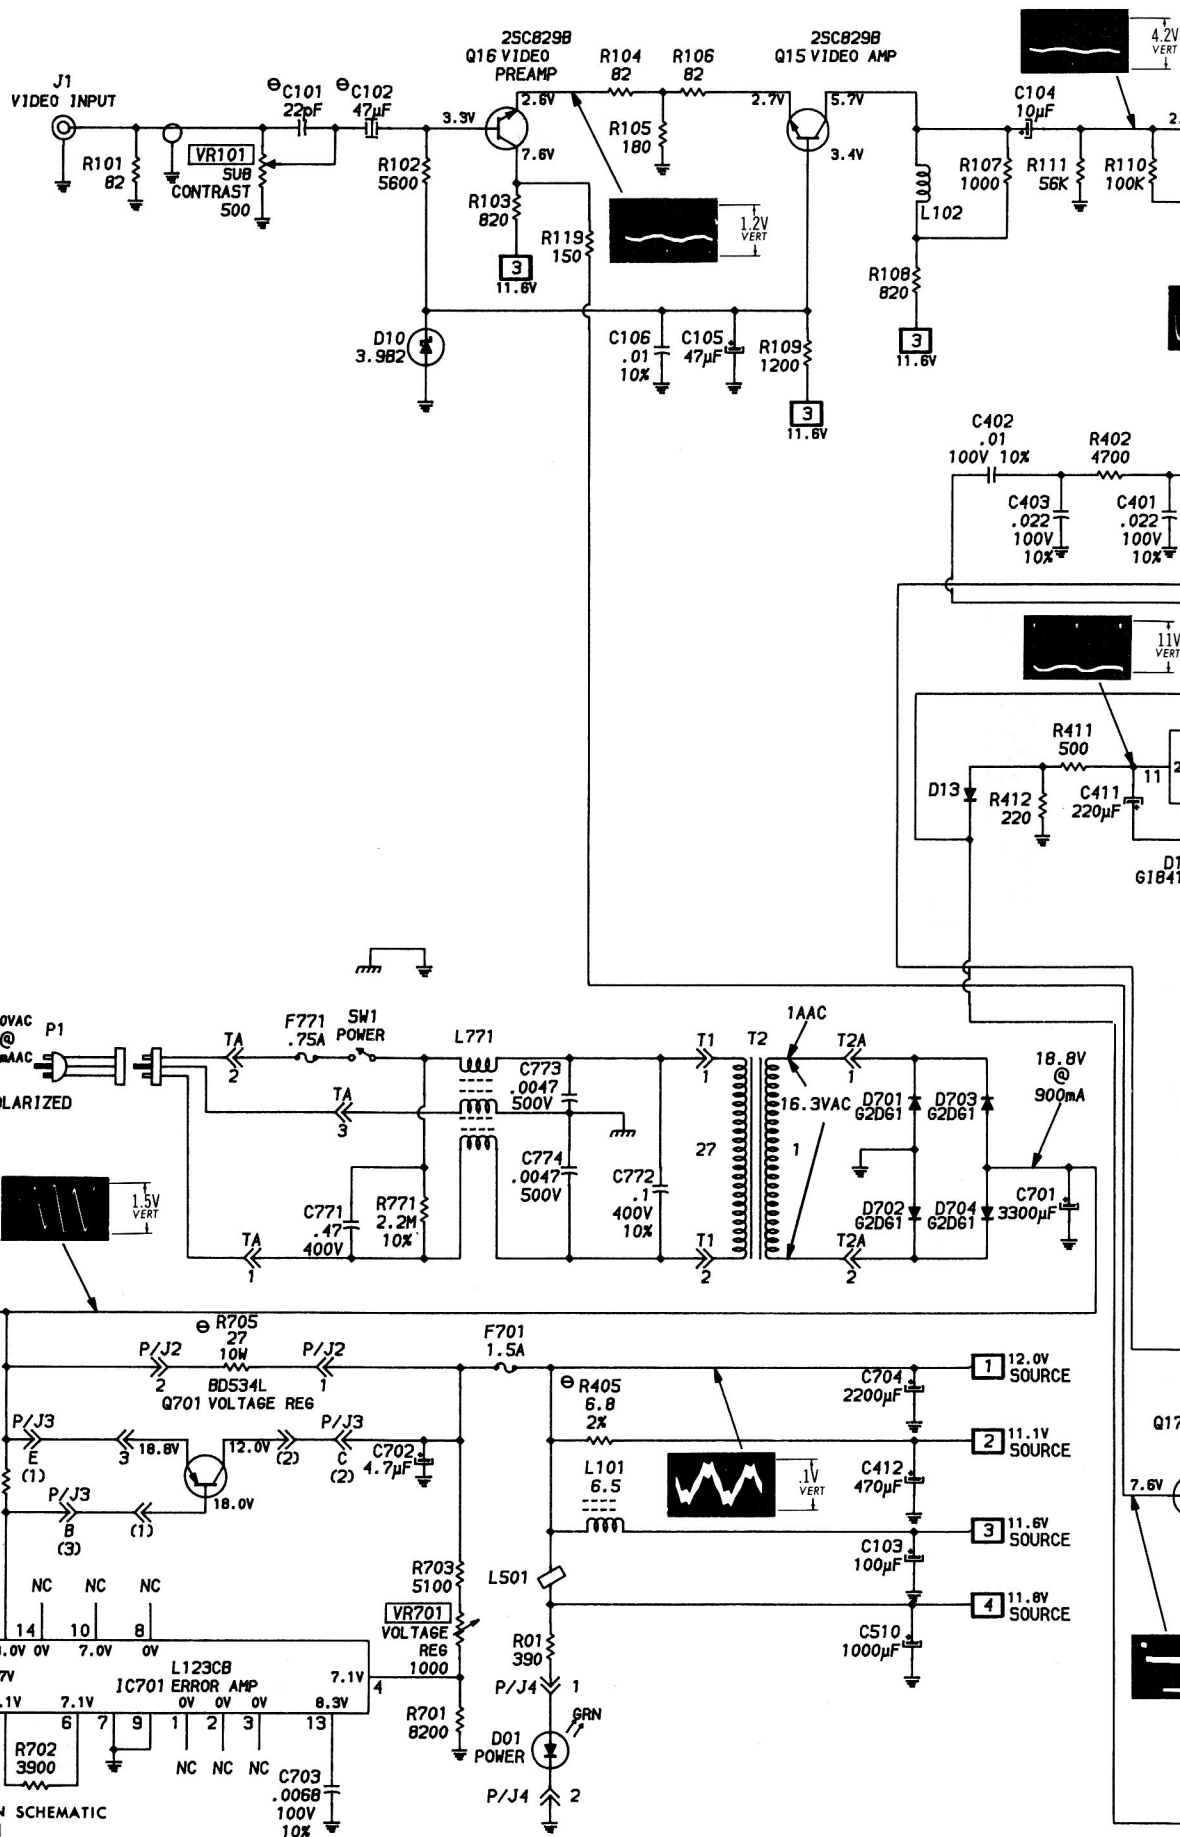 J1
VIDEO INPUT
R101
82
VR101
SUB
CONTRAST
500
⊖C101
22pF
⊖C102
47µF
R102
5600
3.3V
2SC829B
Q16 VIDEO
PREAMP
2.6V
7.6V
R103
820
3
11.6V
R119
150
R104
82
R106
82
R105
180
1.2V
VERT
2SC829B
Q15 VIDEO AMP
2.7V
5.7V
3.4V
L102
R107
1000
R108
820
3
11.6V
C104
10µF
4.2V
VERT
R111
56K
R110
100K
2.
D10
3.9B2
C106
.01
10%
C105
47µF
R109
1200
3
11.6V
C402
.01
100V 10%
R402
4700
C403
.022
100V
10%
C401
.022
100V
10%
11V
VERT
R411
500
D13
R412
220
C411
220µF
11
2
D1
GI841
0VAC
@
mAAC
P1
OLARIZED
TA
2
F771
.75A
SW1
POWER
TA
3
TA
1
L771
C771
.47
400V
R771
2.2M
10%
C773
.0047
500V
C774
.0047
500V
C772
.1
400V
10%
T1
1
T2
27
1
T1
2
1AAC
16.3VAC
T2A
1
T2A
2
D701
G2DG1
D703
G2DG1
D702
G2DG1
D704
G2DG1
18.8V
@
900mA
C701
3300µF
1.5V
VERT
⊖ R705
27
10W
P/J2
2
P/J2
1
BD534L
Q701 VOLTAGE REG
P/J3
E
(1)
3
18.8V
12.0V
(2)
P/J3
C
(2)
18.0V
P/J3
B
(3)
(1)
C702
4.7µF
F701
1.5A
⊖ R405
6.8
2%
L101
6.5
.1V
VERT
C704
2200µF
1
12.0V
SOURCE
2
11.1V
SOURCE
C412
470µF
3
11.6V
SOURCE
C103
100µF
4
11.8V
SOURCE
C510
1000µF
L501
R703
5100
VR701
VOLTAGE
REG
1000
R701
8200
R01
390
P/J4
1
GRN
D01
POWER
P/J4
2
Q17
7.6V
NC
NC
NC
14
10
8
.0V
0V
7.0V
0V
L123CB
IC701 ERROR AMP
7V
.1V
7.1V
0V
0V
0V
8.3V
7.1V
4
6
7
9
1
2
3
13
NC
NC
NC
R702
3900
C703
.0068
100V
10%
N SCHEMATIC